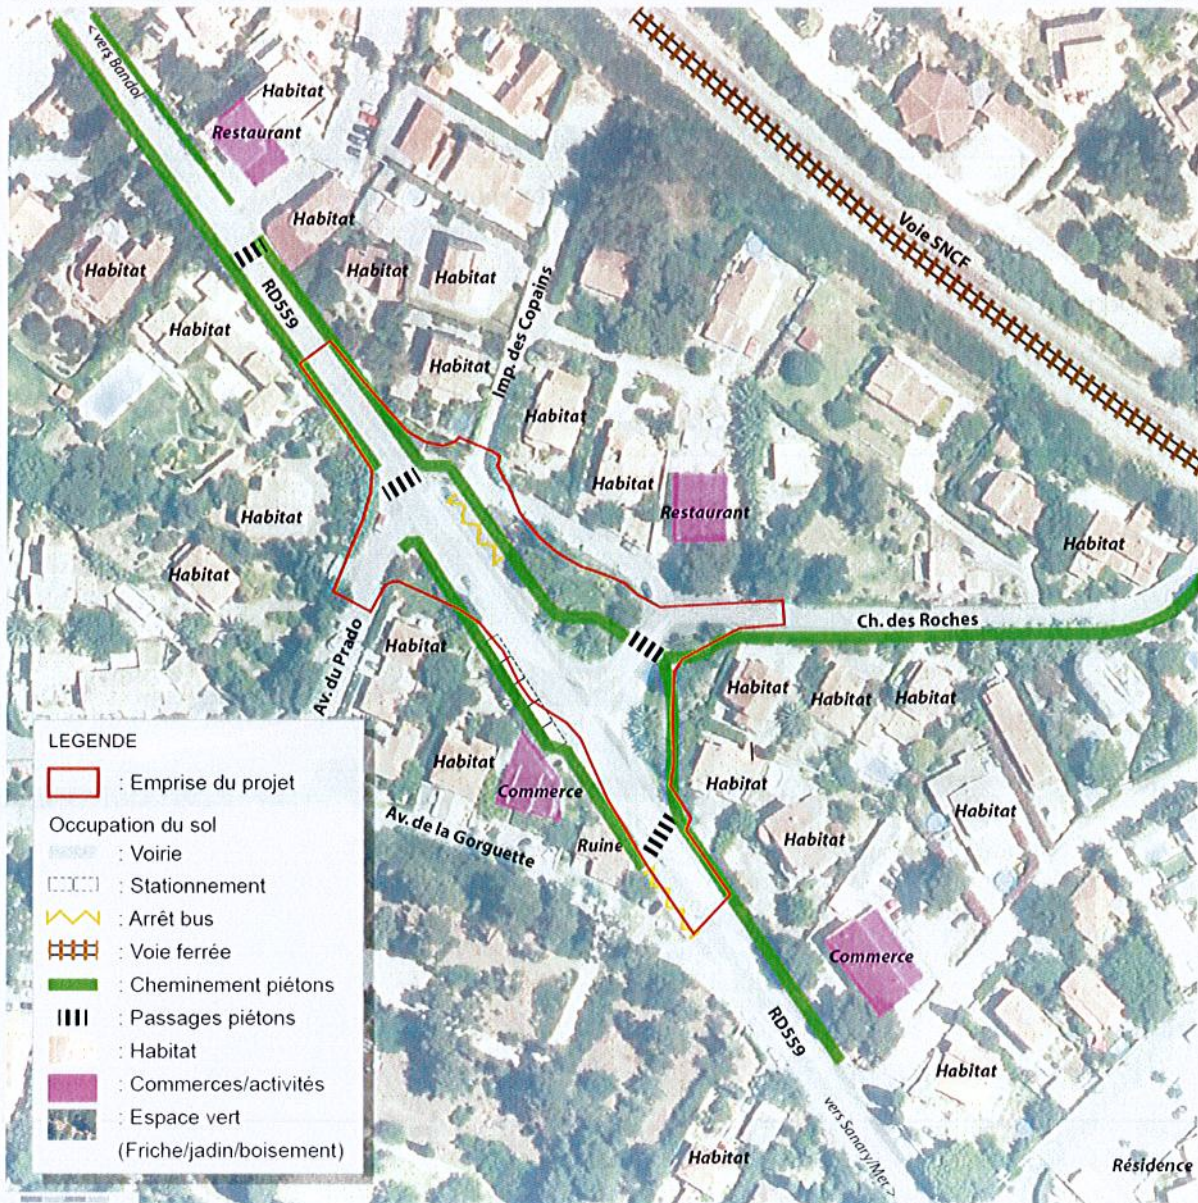 < vers Bandol
Habitat
Restaurant
Habitat
Voie SNCF
Habitat
Habitat
Habitat
RD559
Habitat
Imp. des Copains
Habitat
Habitat
Habitat
Restaurant
Habitat
Habitat
Habitat
Ch. des Roches
Av. du Prado
Habitat
Habitat
Habitat
Habitat
Habitat
Commerce
Habitat
Habitat
Av. de la Gorguette
Ruine
Habitat
Commerce
RD559
Habitat
vers Sanary/Mer >
Habitat
Résidence
LEGENDE
: Emprise du projet
Occupation du sol
: Voirie
: Stationnement
: Arrêt bus
: Voie ferrée
: Cheminement piétons
: Passages piétons
: Habitat
: Commerces/activités
: Espace vert
(Friche/jardin/boisement)